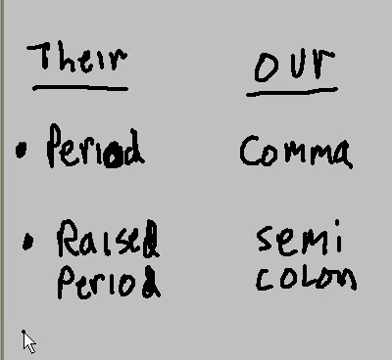 Their Our
• Period Comma
• Raised Semi
Period Colon